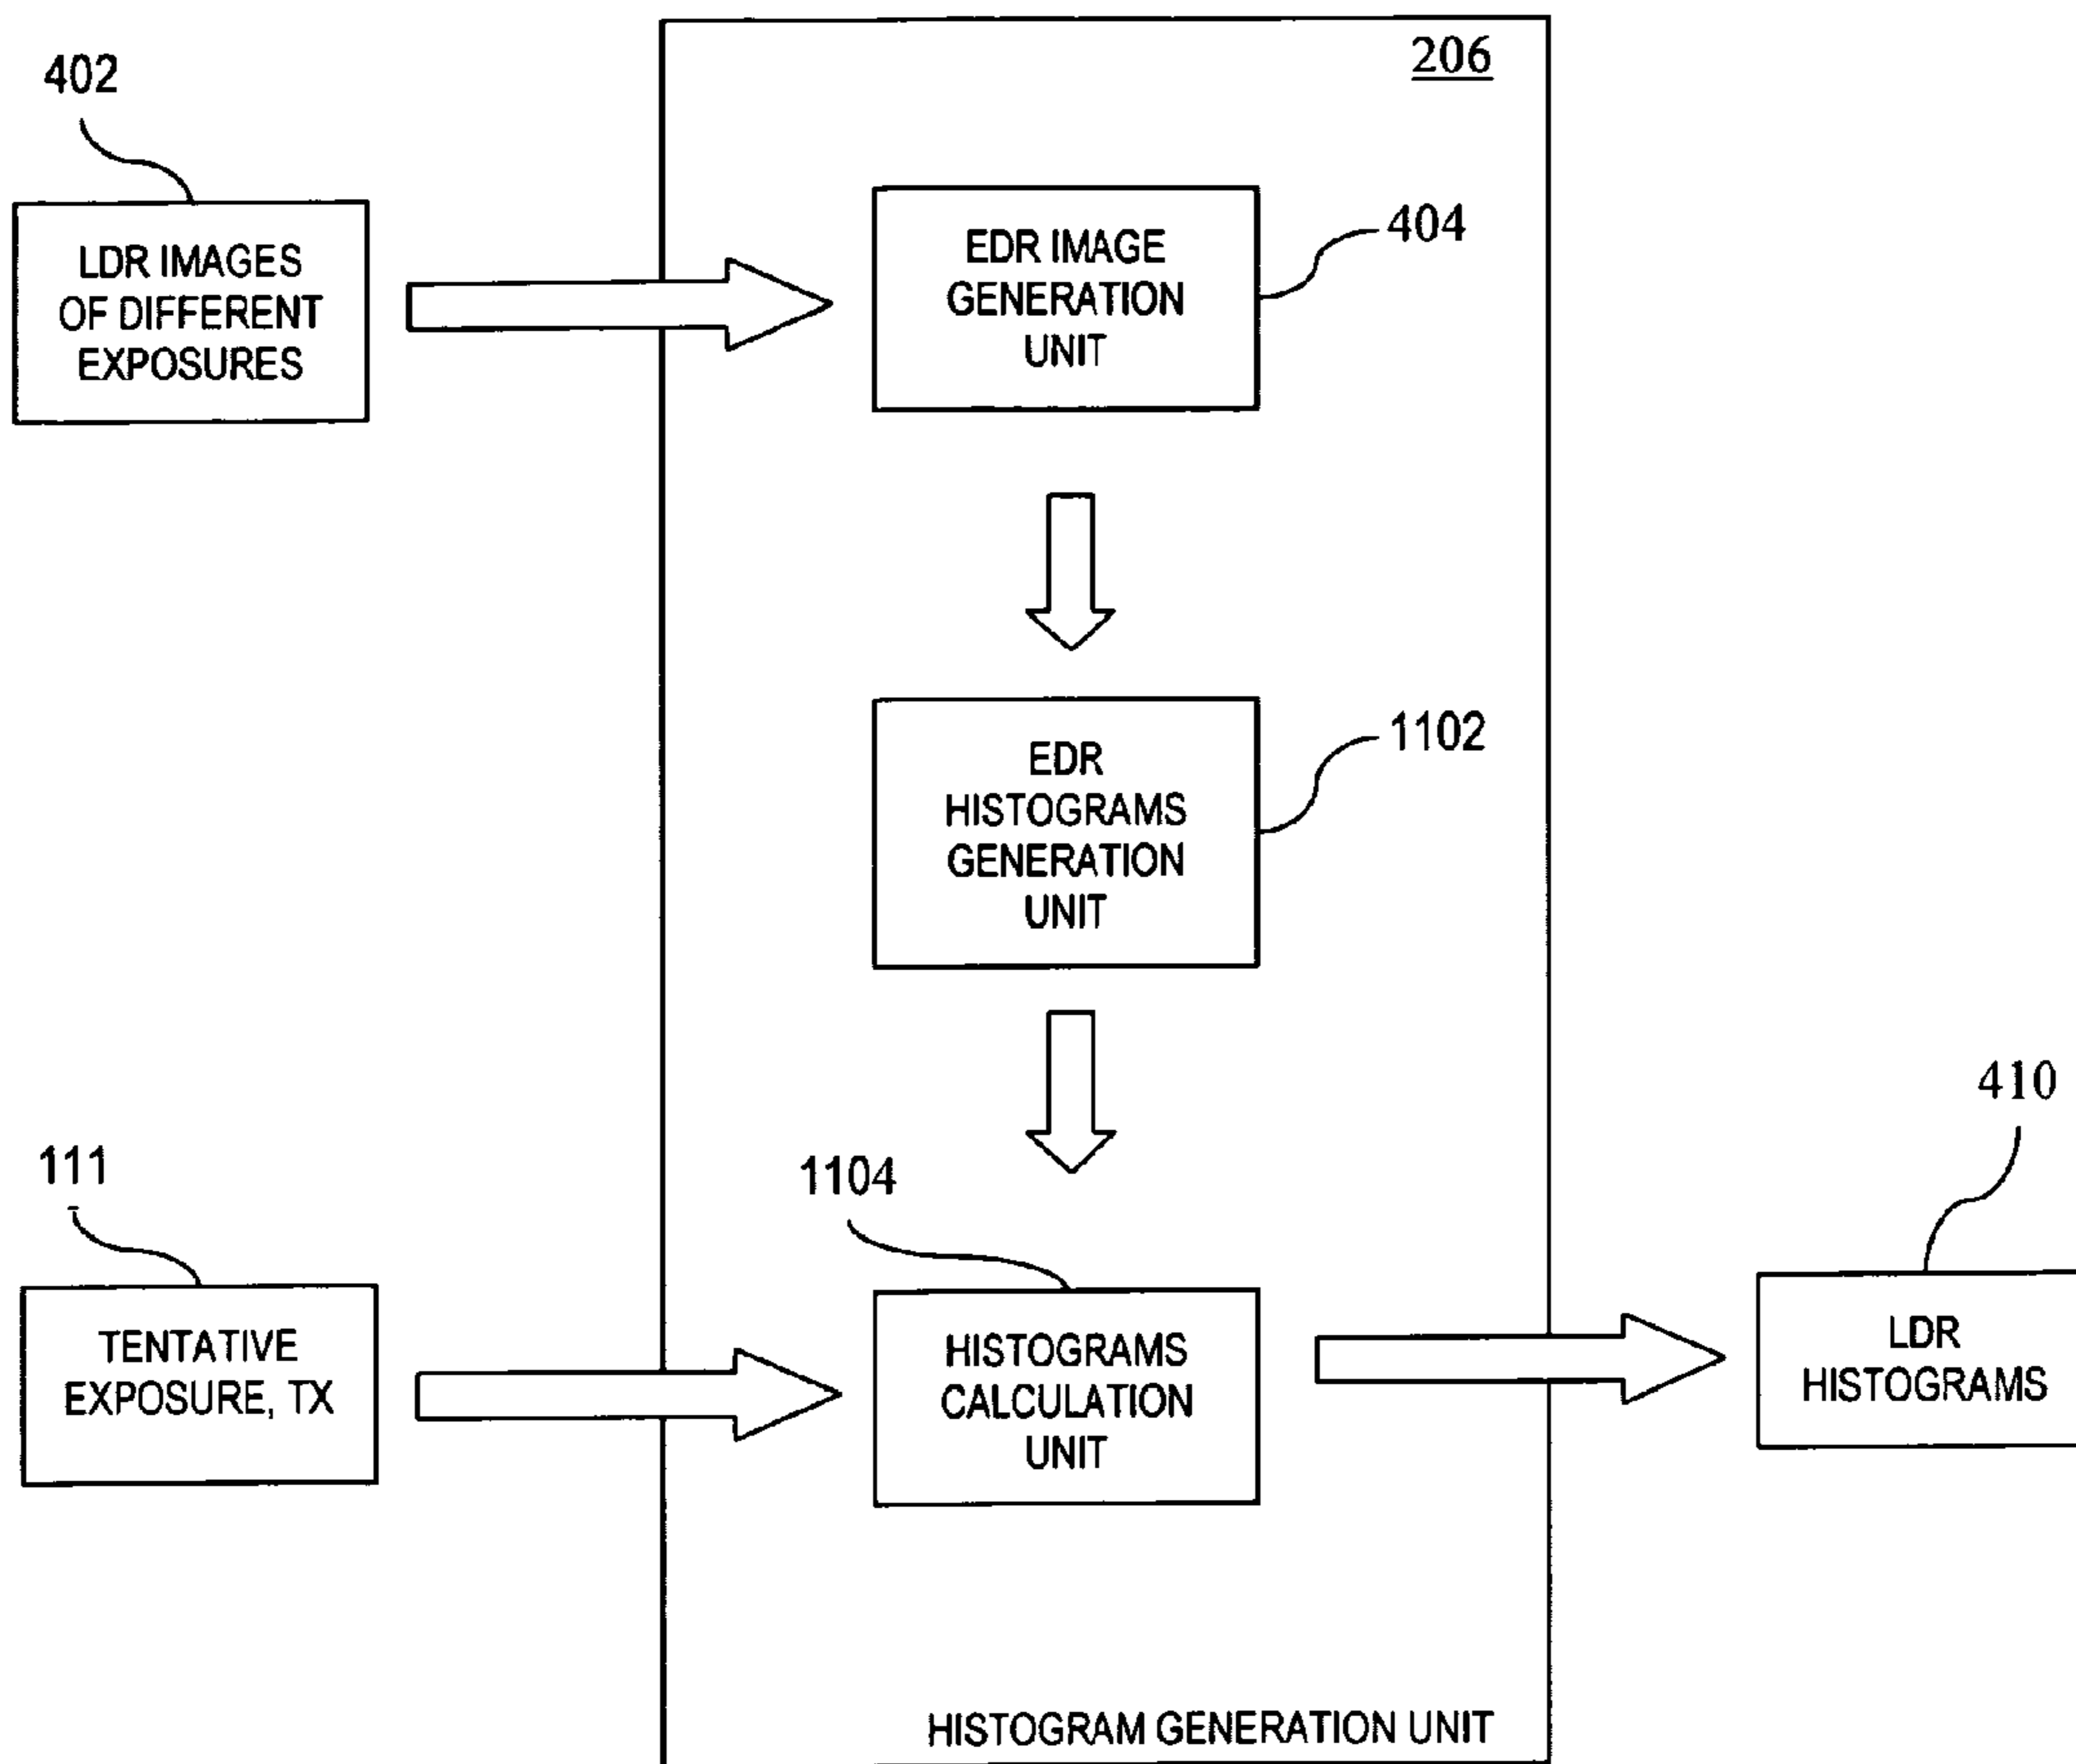 206
402
LDR IMAGES
OF DIFFERENT
EXPOSURES
EDR IMAGE
GENERATION
UNIT
404
EDR
HISTOGRAMS
GENERATION
UNIT
1102
410
111
1104
TENTATIVE
EXPOSURE, TX
HISTOGRAMS
CALCULATION
UNIT
LDR
HISTOGRAMS
HISTOGRAM GENERATION UNIT